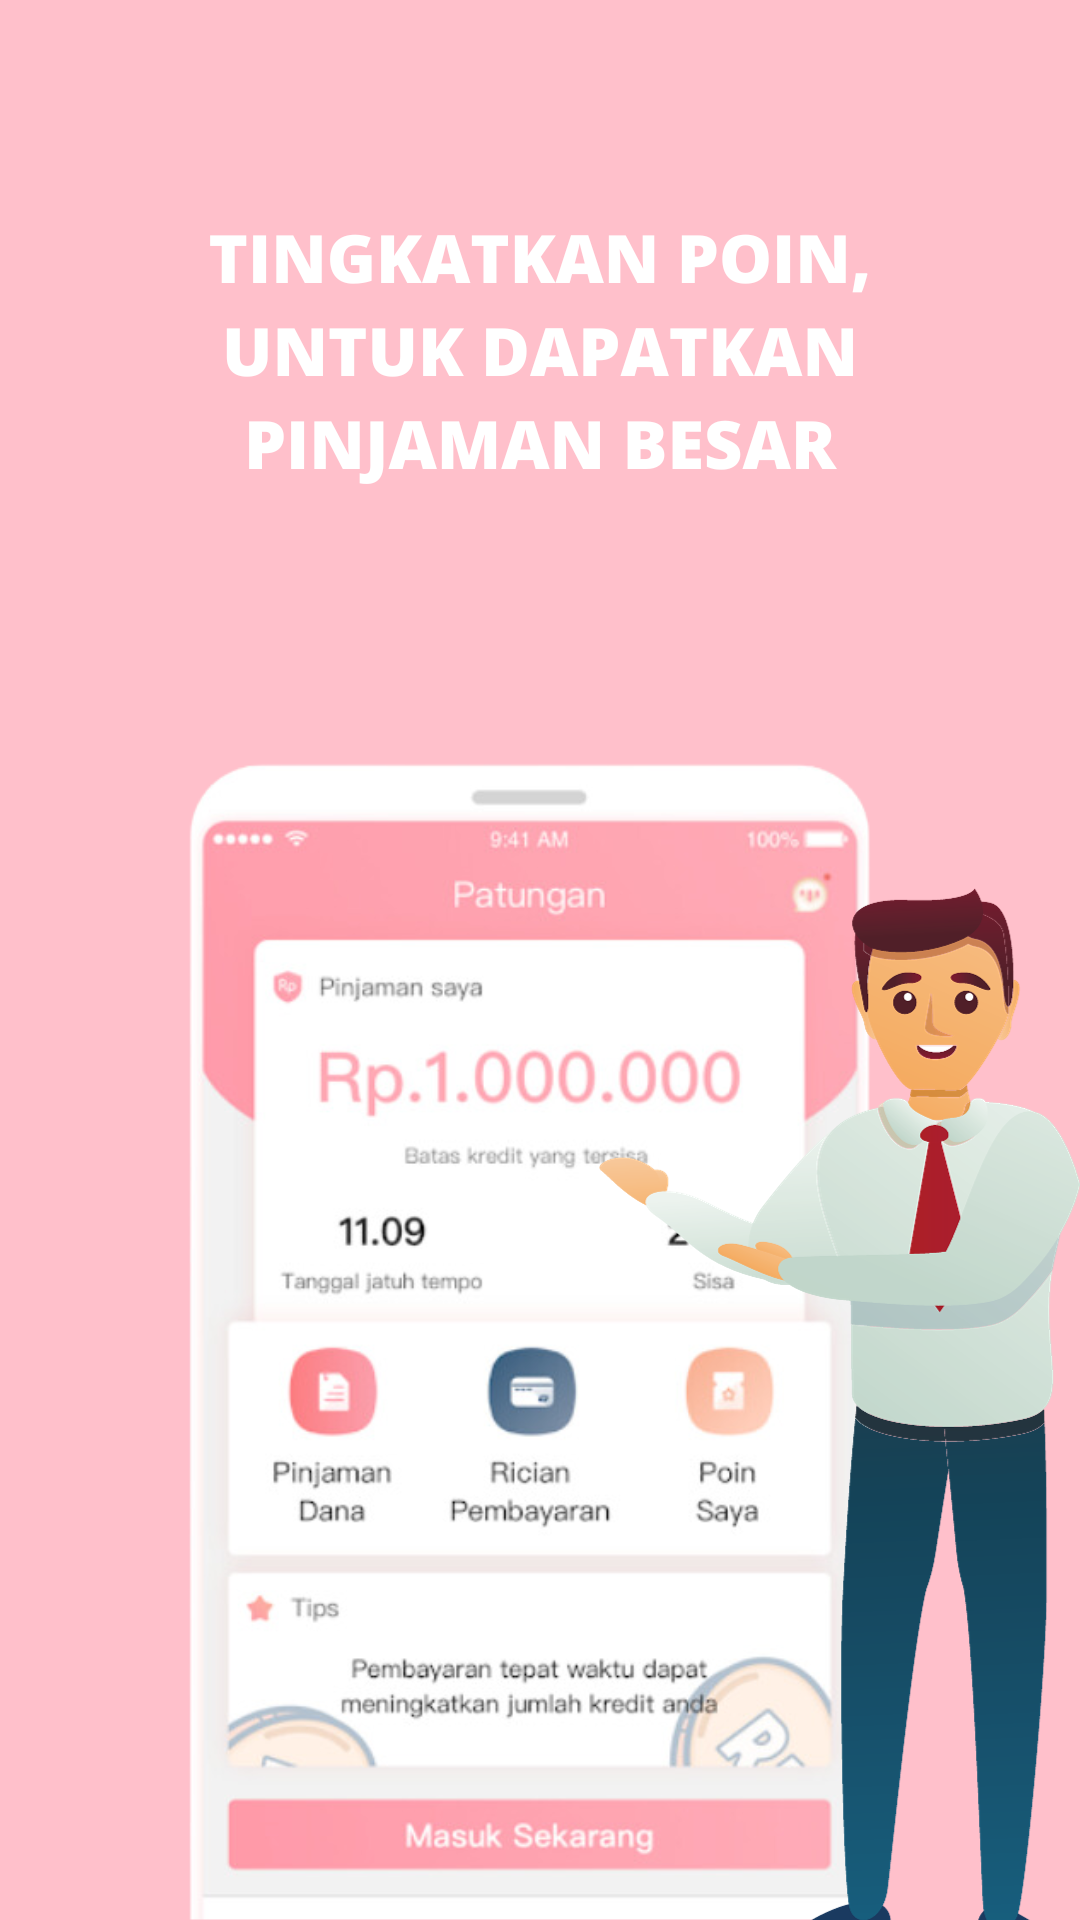 TINGKATKAN POIN,
UNTUK DAPATKAN
PINJAMAN BESAR
9:41 AM
100%
Patungan
Rp
Pinjaman saya
Rp.1.000.000
Batas kredit yang tersisa
11.09
Tanggal jatuh tempo
Sisa
Pinjaman
Dana
Rician
Pembayaran
Poin
Saya
Tips
Pembayaran tepat waktu dapat
meningkatkan jumlah kredit anda
Masuk Sekarang